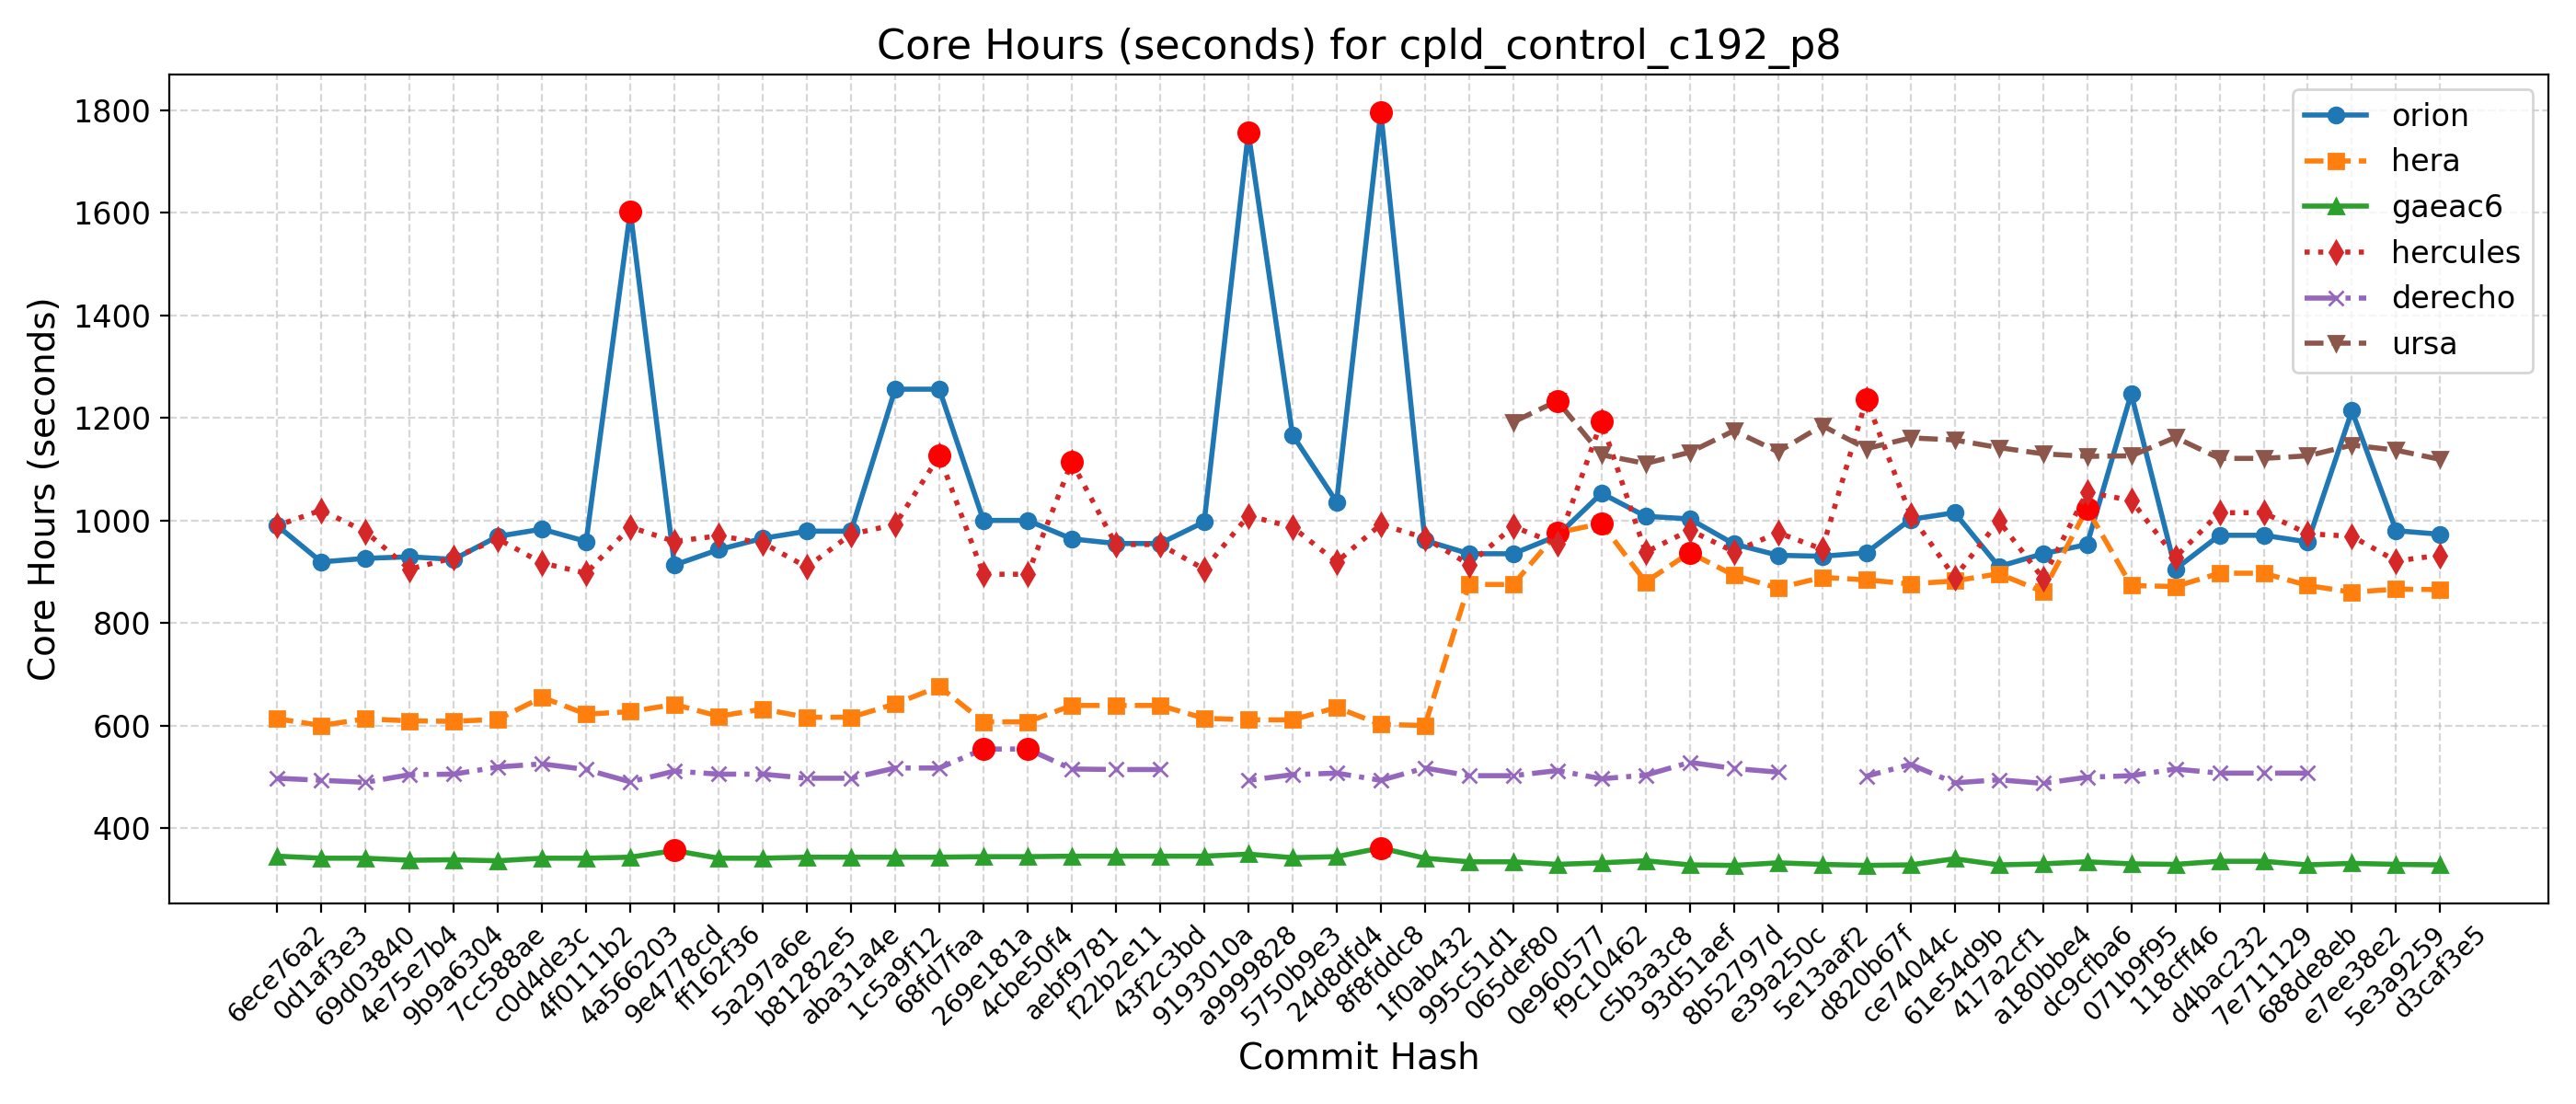 Core Hours (seconds) for cpld_control_c192_p8
Core Hours (seconds)
1800
1600
1400
1200
1000
800
600
400
orion
hera
gaeac6
hercules
derecho
ursa
6ece76a2
0d1af3e3
69d03840
4e75e7b4
9b9a6304
7cc588ae
c0d4de3c
4f0111b2
4a566203
9e4778cd
ff162f36
5a297a6e
b81282e5
aba31a4e
1c5a9f12
68fd7faa
269e181a
4cbe50f4
aebf9781
f22b2e11
43f2c3bd
9193010a
a9999828
5750b9e3
24d8dfd4
8f8fddc8
1f0ab432
995c51d1
065def80
0e960577
f9c10462
c5b3a3c8
93d51aef
8b52797d
e39a250c
5e13aaf2
d820b67f
ce74044c
61e54d9b
417a2cf1
a180bbe4
dc9cfba6
071b9f95
118cff46
d4bac232
7e711129
688de8eb
e7ee38e2
5e3a9259
d3caf3e5
Commit Hash